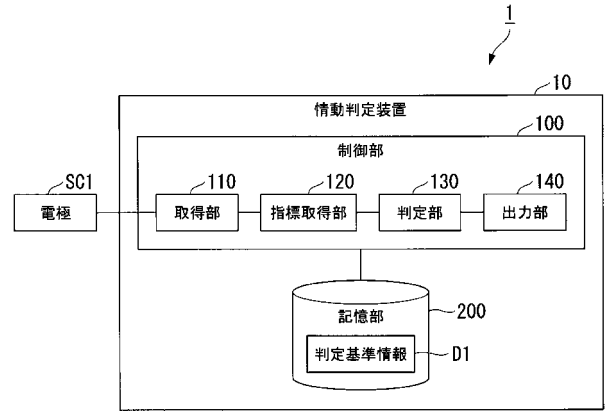 1
10
情動判定装置
100
制御部
SC1
110
120
130
140
電極
取得部
指標取得部
判定部
出力部
記憶部
200
判定基準情報
D1